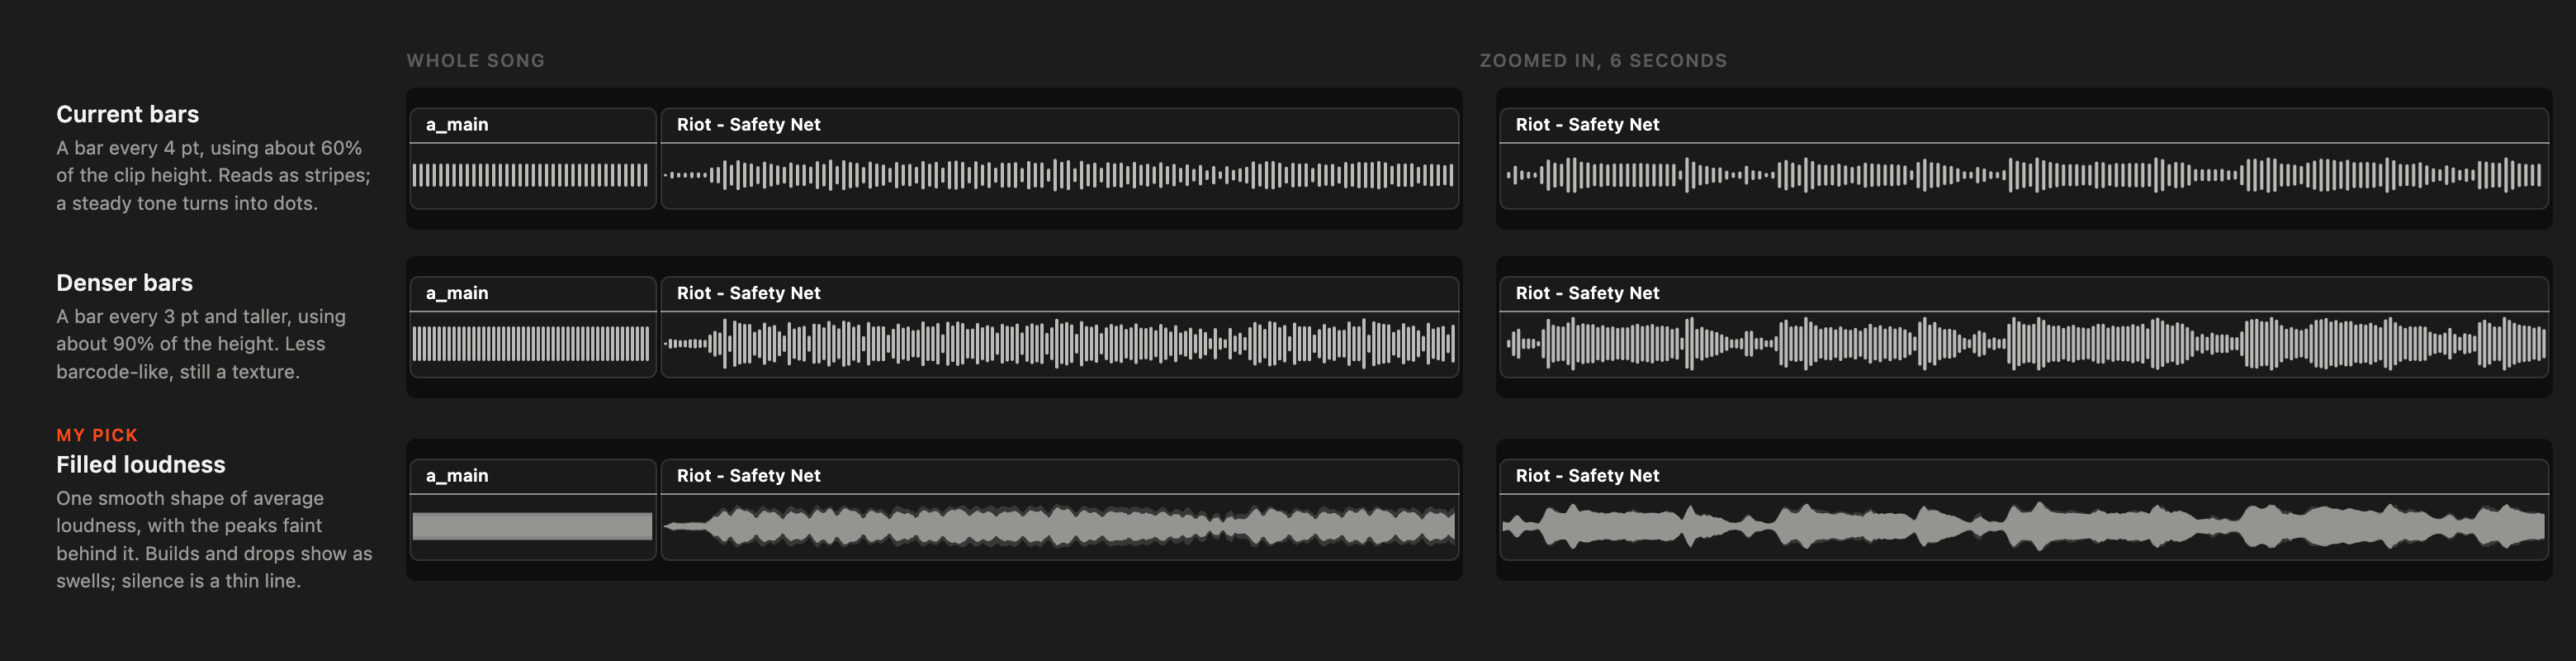 WHOLE SONG
ZOOMED IN, 6 SECONDS
Current bars
A bar every 4 pt, using about 60%
of the clip height. Reads as stripes;
a steady tone turns into dots.
a_main
Riot - Safety Net
Riot - Safety Net
Denser bars
A bar every 3 pt and taller, using
about 90% of the height. Less
barcode-like, still a texture.
a_main
Riot - Safety Net
Riot - Safety Net
MY PICK
Filled loudness
One smooth shape of average
loudness, with the peaks faint
behind it. Builds and drops show as
swells; silence is a thin line.
a_main
Riot - Safety Net
Riot - Safety Net